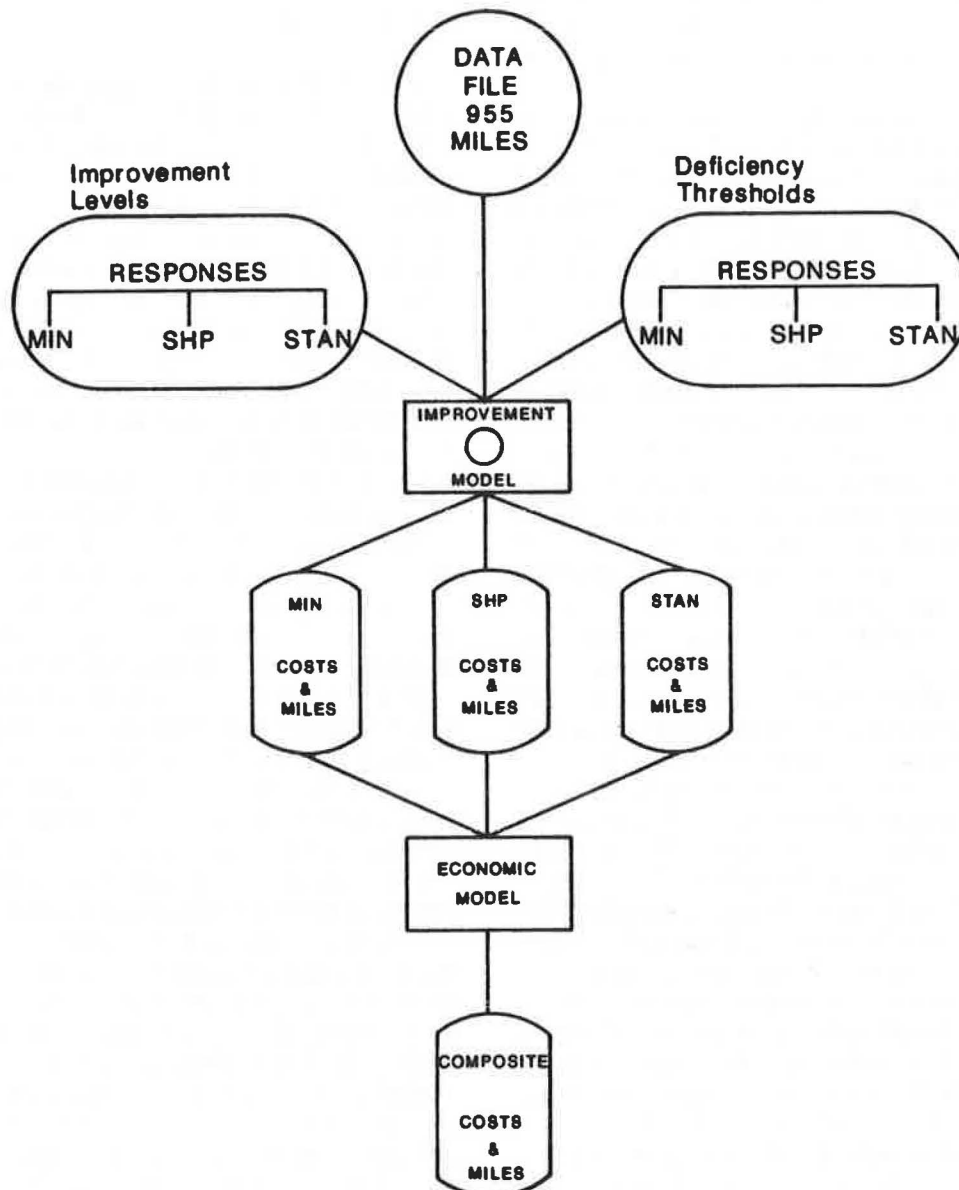 DATA
FILE
955
MILES
Improvement
Levels
RESPONSES
MIN SHP STAN
Deficiency
Thresholds
RESPONSES
MIN SHP STAN
IMPROVEMENT
MODEL
MIN
COSTS
&
MILES
SHP
COSTS
&
MILES
STAN
COSTS
&
MILES
ECONOMIC
MODEL
COMPOSITE
COSTS
&
MILES